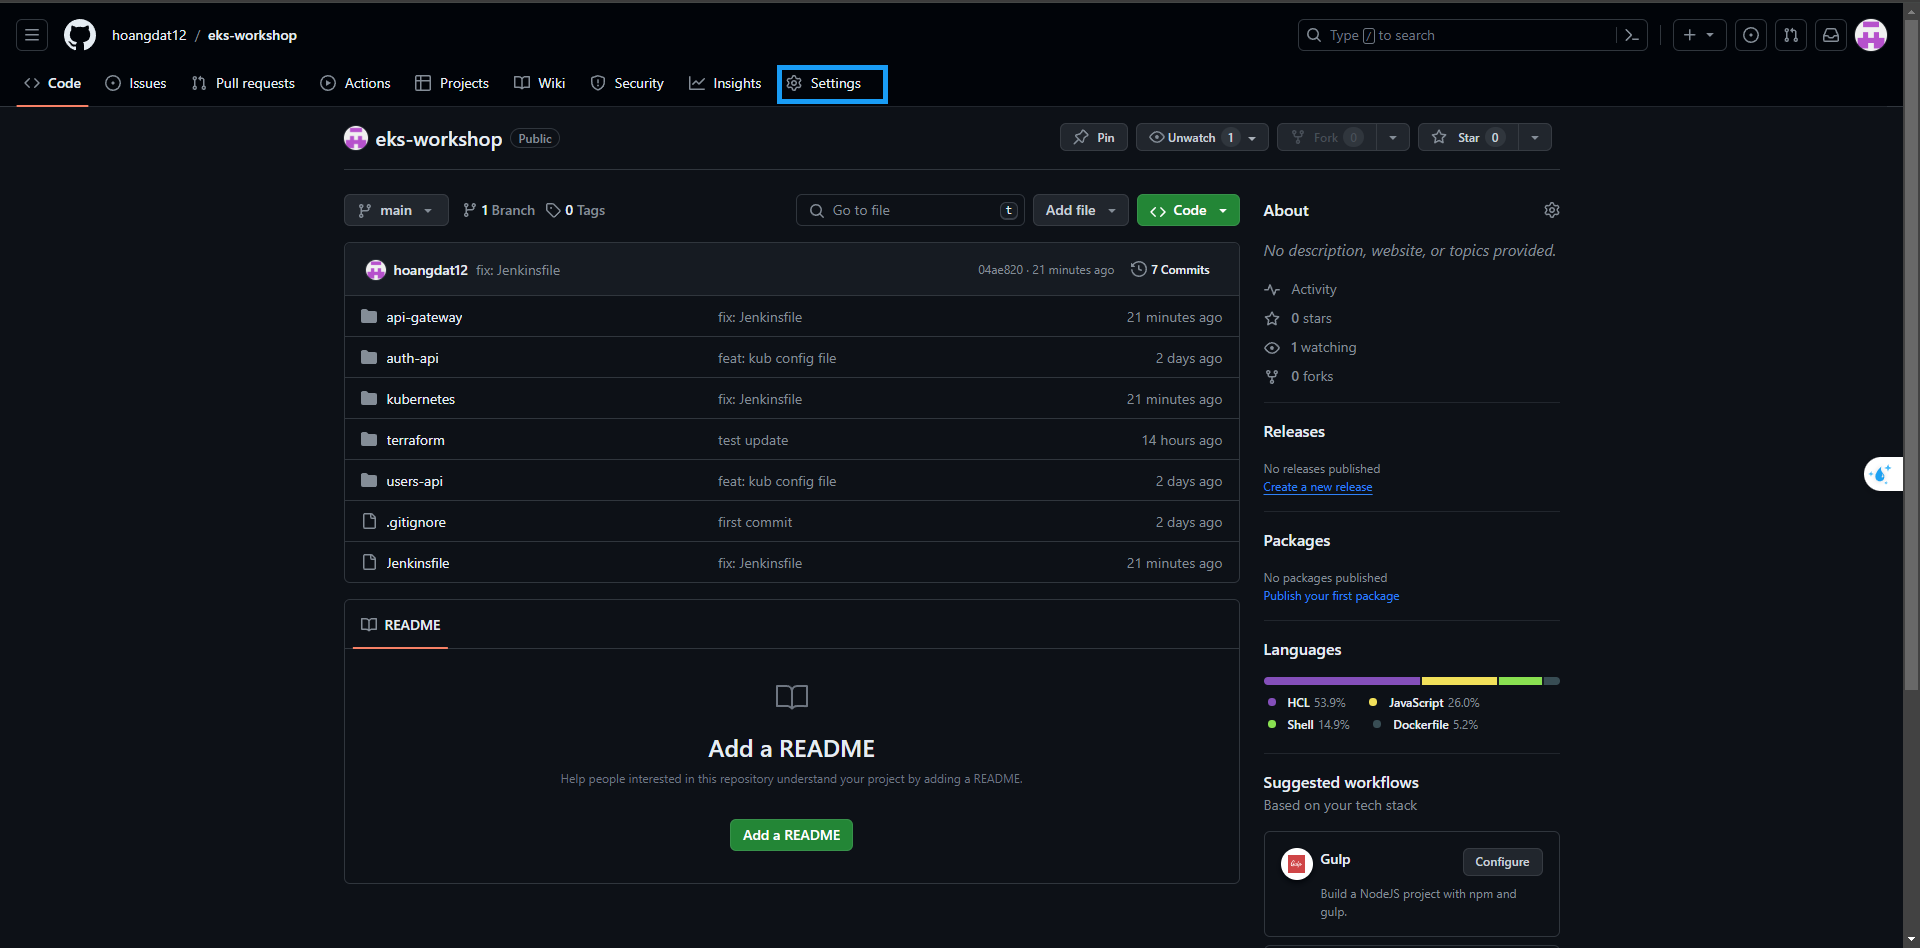 hoangdat12 / eks-workshop
Type / to search
Code Issues Pull requests Actions Projects Wiki Security Insights Settings
eks-workshop Public
Pin Unwatch 1 Fork 0 Star 0
main 1 Branch 0 Tags Go to file t Add file Code
About
No description, website, or topics provided.
hoangdat12 fix: Jenkinsfile 04ae820 · 21 minutes ago 7 Commits
api-gateway fix: Jenkinsfile 21 minutes ago
auth-api feat: kub config file 2 days ago
kubernetes fix: Jenkinsfile 21 minutes ago
terraform test update 14 hours ago
users-api feat: kub config file 2 days ago
.gitignore first commit 2 days ago
Jenkinsfile fix: Jenkinsfile 21 minutes ago
README
Add a README
Help people interested in this repository understand your project by adding a README.
Add a README
Activity
0 stars
1 watching
0 forks
Releases
No releases published
Create a new release
Packages
No packages published
Publish your first package
Languages
HCL 53.9% JavaScript 26.0%
Shell 14.9% Dockerfile 5.2%
Suggested workflows
Based on your tech stack
Gulp Configure
Build a NodeJS project with npm and
gulp.